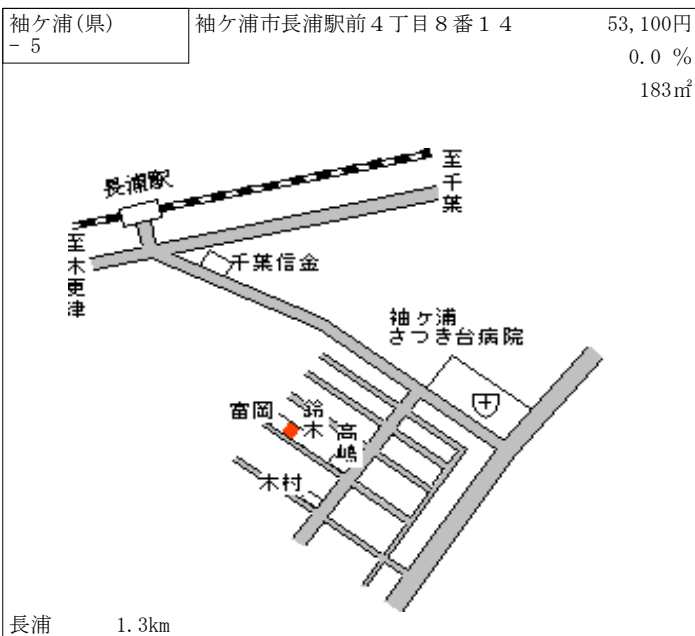 袖ケ浦(県)
- 5
袖ケ浦市長浦駅前４丁目８番１４
53,100円
0.0 %
183㎡
長浦駅
至千葉
至木更津
千葉信金
袖ヶ浦
さつき台病院
富岡
鈴木
高嶋
木村
長浦 1.3km